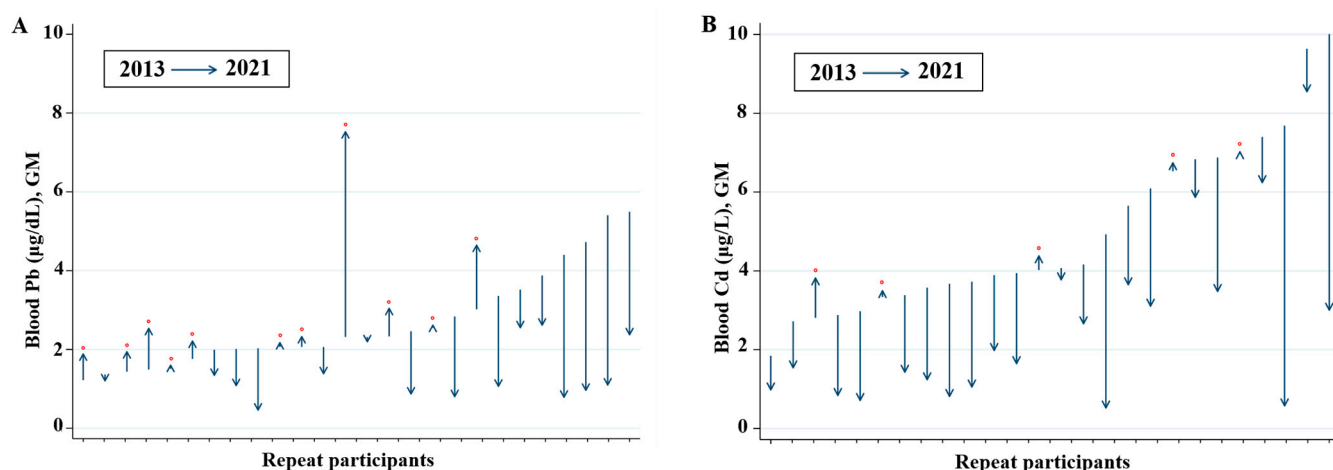 A
Blood Pb (µg/dL), GM
10
8
6
4
2
0
2013 → 2021
Repeat participants
B
Blood Cd (µg/L), GM
10
8
6
4
2
0
2013 → 2021
Repeat participants